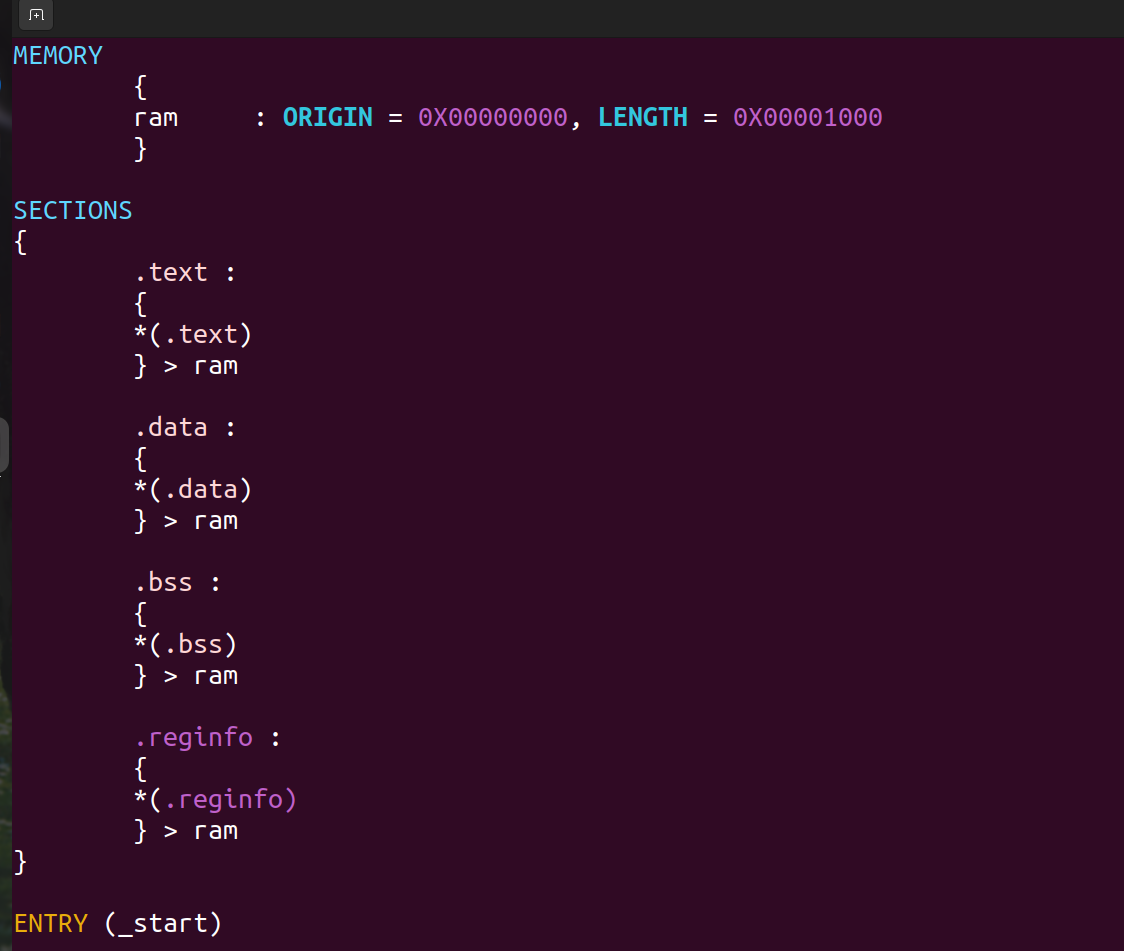 MEMORY
{
ram : ORIGIN = 0X00000000, LENGTH = 0X00001000
}
SECTIONS
{
.text :
{
*(.text)
} > ram
.data :
{
*(.data)
} > ram
.bss :
{
*(.bss)
} > ram
.reginfo :
{
*(.reginfo)
} > ram
}
ENTRY (_start)